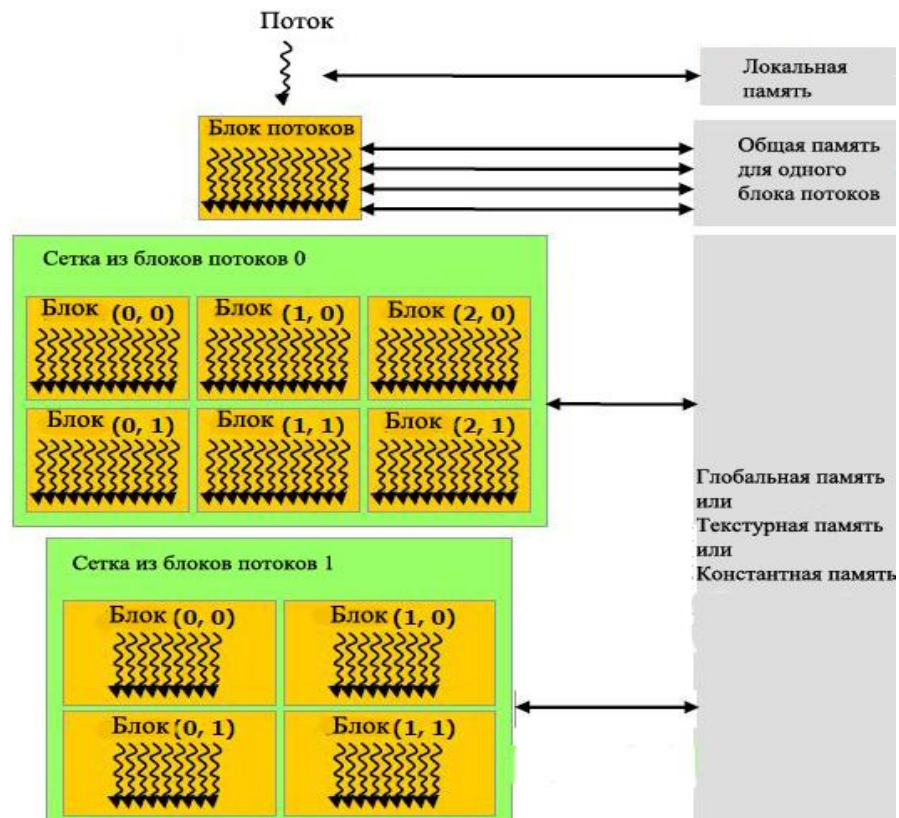 Поток
Локальная
память
Блок потоков
Общая память
для одного
блока потоков
Сетка из блоков потоков 0
Блок (0, 0)
Блок (1, 0)
Блок (2, 0)
Блок (0, 1)
Блок (1, 1)
Блок (2, 1)
Глобальная память
или
Текстурная память
или
Константная память
Сетка из блоков потоков 1
Блок (0, 0)
Блок (1, 0)
Блок (0, 1)
Блок (1, 1)